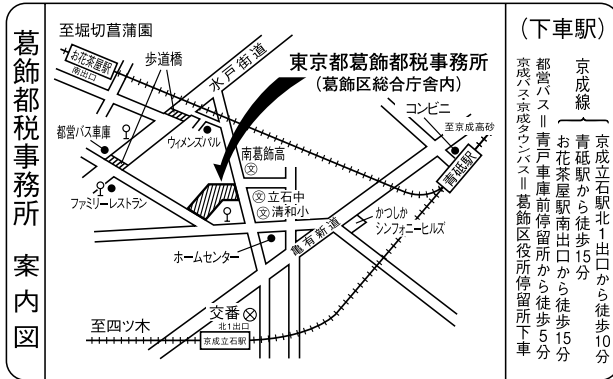 葛飾都税事務所 案内図
至堀切菖蒲園
お花茶屋駅
南出口
歩道橋
水戸街道
東京都葛飾都税事務所
(葛飾区総合庁舎内)
コンビニ
至京成高砂
青砥駅
都営バス車庫
ウィメンズパル
南葛飾高
文
文 立石中
文 清和小
ファミリーレストラン
かつしか
シンフォニーヒルズ
亀有新道
ホームセンター
交番
北1出口
京成立石駅
至四ツ木
(下車駅)
京成線
京成立石駅北1出口から徒歩10分
青砥駅から徒歩15分
お花茶屋駅南出口から徒歩15分
都営バス=青戸車庫前停留所から徒歩5分
京成バス・京成タウンバス=葛飾区役所停留所下車